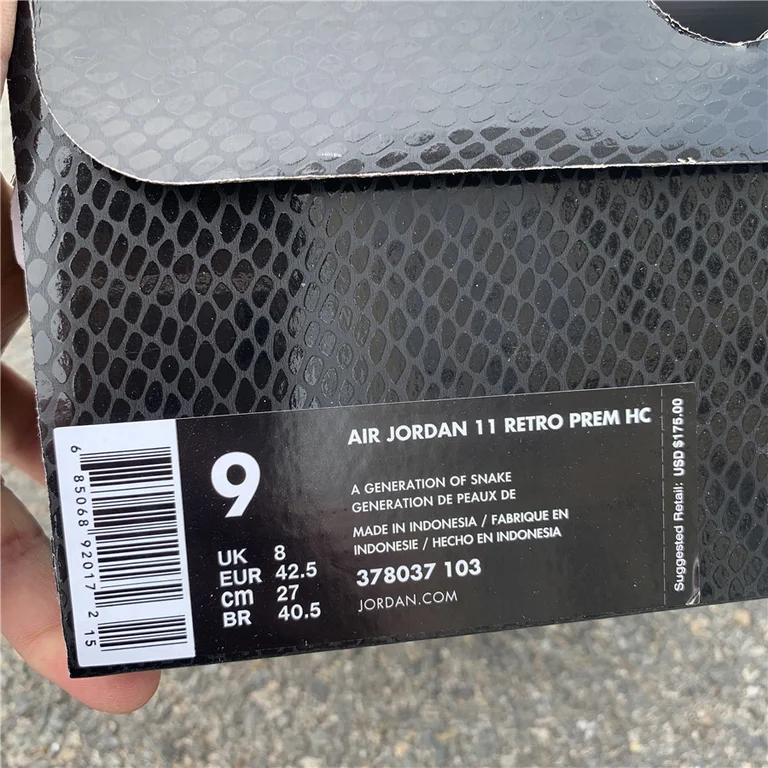 6 85068 92017 2 15
9
UK 8
EUR 42.5
cm 27
BR 40.5
AIR JORDAN 11 RETRO PREM HC
A GENERATION OF SNAKE
GENERATION DE PEAUX DE
MADE IN INDONESIA / FABRIQUE EN
INDONESIE / HECHO EN INDONESIA
378037 103
JORDAN.COM
Suggested Retail: USD $175.00